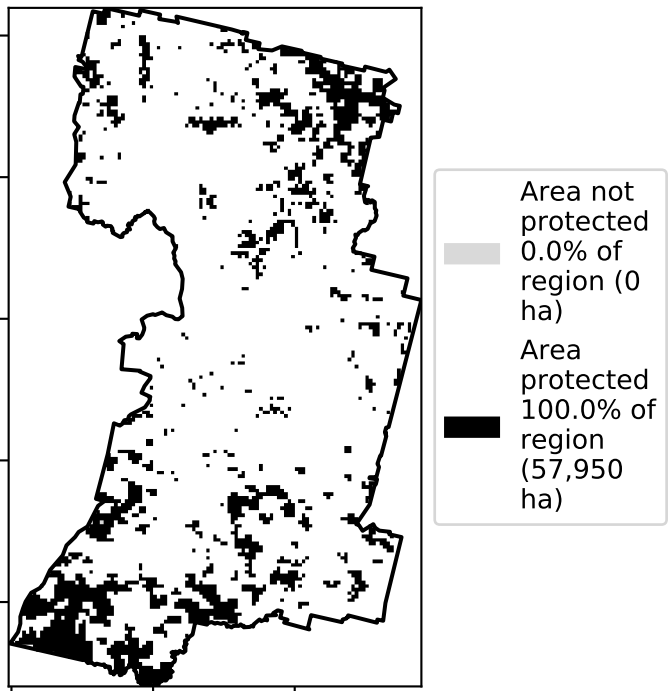 Area not
protected
0.0% of
region (0
ha)
Area
protected
100.0% of
region
(57,950
ha)